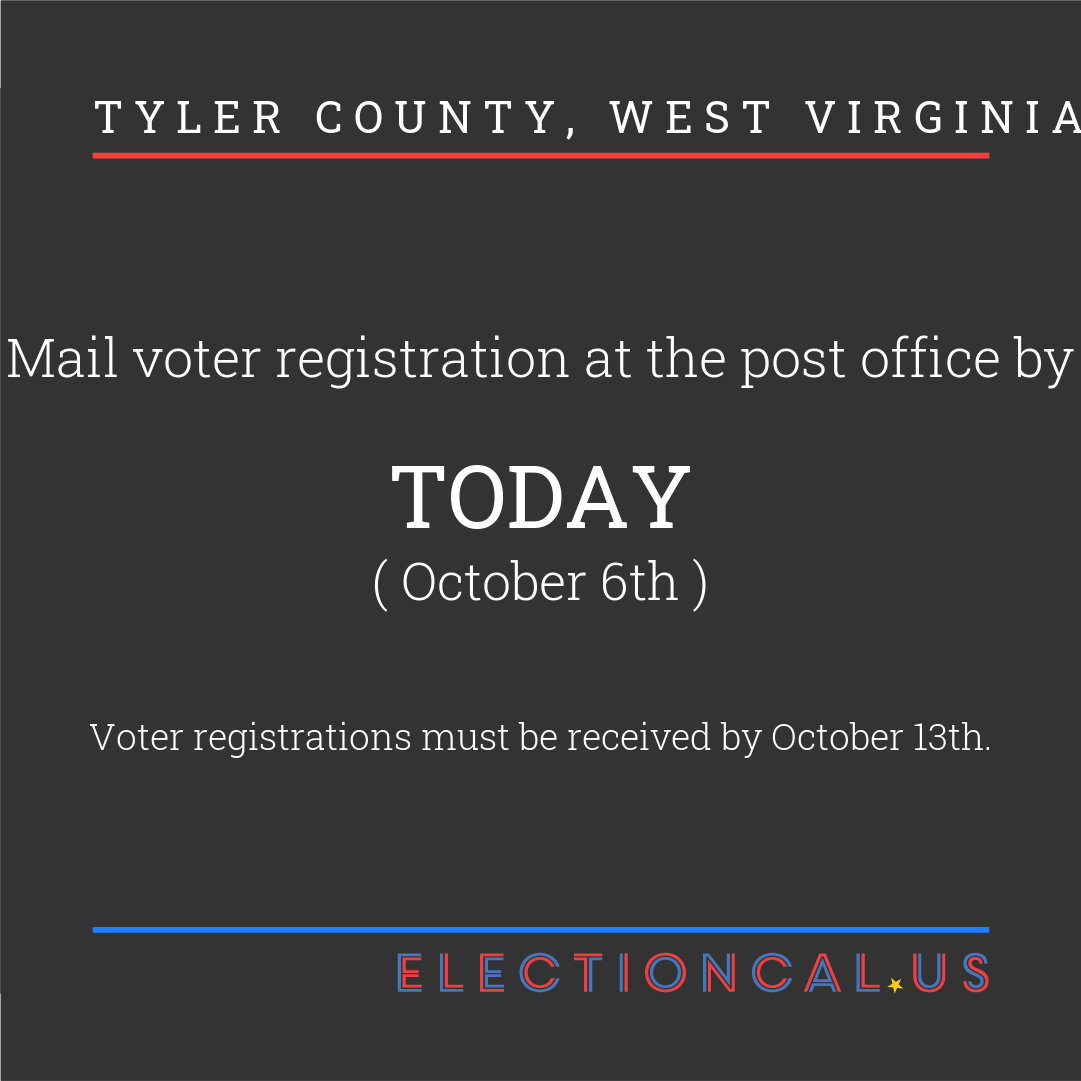 TYLER COUNTY, WEST VIRGINIA
Mail voter registration at the post office by
TODAY
( October 6th )
Voter registrations must be received by October 13th.
ELECTIONCAL.US